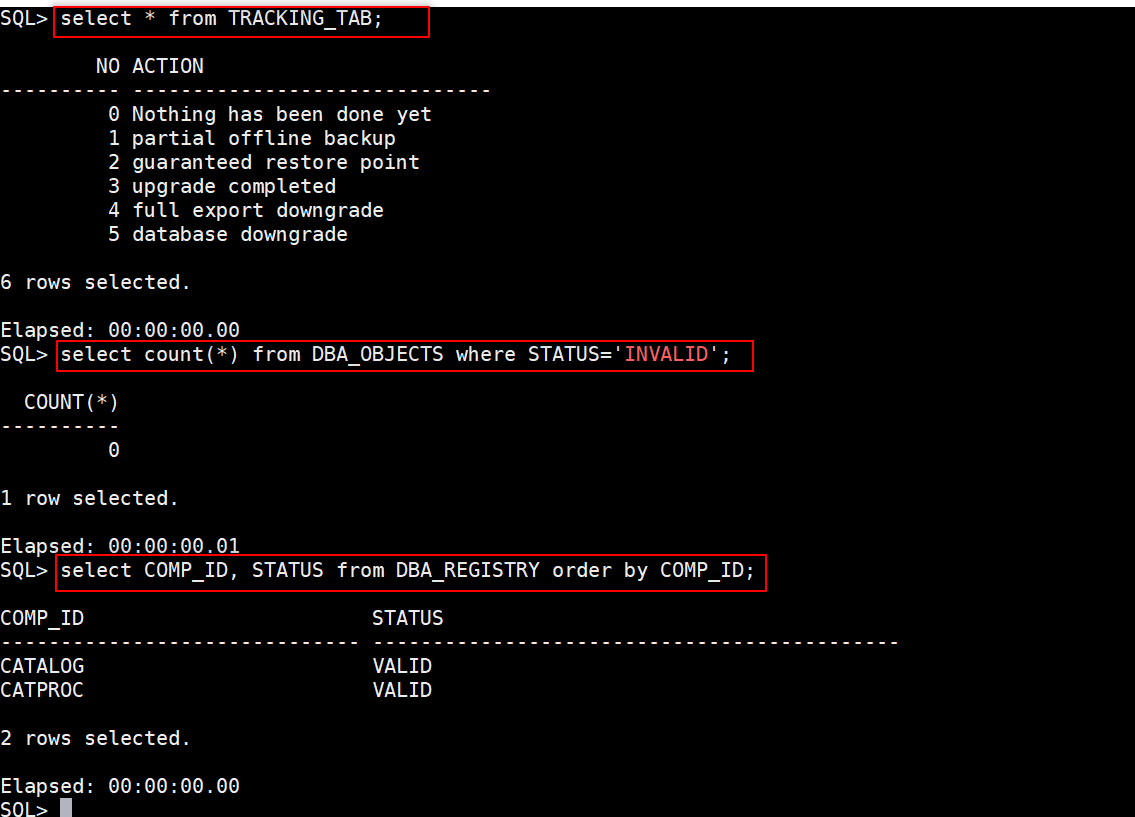 SQL> select * from TRACKING_TAB;
        NO ACTION
---------- ------------------------------
         0 Nothing has been done yet
         1 partial offline backup
         2 guaranteed restore point
         3 upgrade completed
         4 full export downgrade
         5 database downgrade
6 rows selected.
Elapsed: 00:00:00.00
SQL> select count(*) from DBA_OBJECTS where STATUS='INVALID';
  COUNT(*)
----------
         0
1 row selected.
Elapsed: 00:00:00.01
SQL> select COMP_ID, STATUS from DBA_REGISTRY order by COMP_ID;
COMP_ID                        STATUS
------------------------------ --------------------------------------------
CATALOG                        VALID
CATPROC                        VALID
2 rows selected.
Elapsed: 00:00:00.00
SQL>